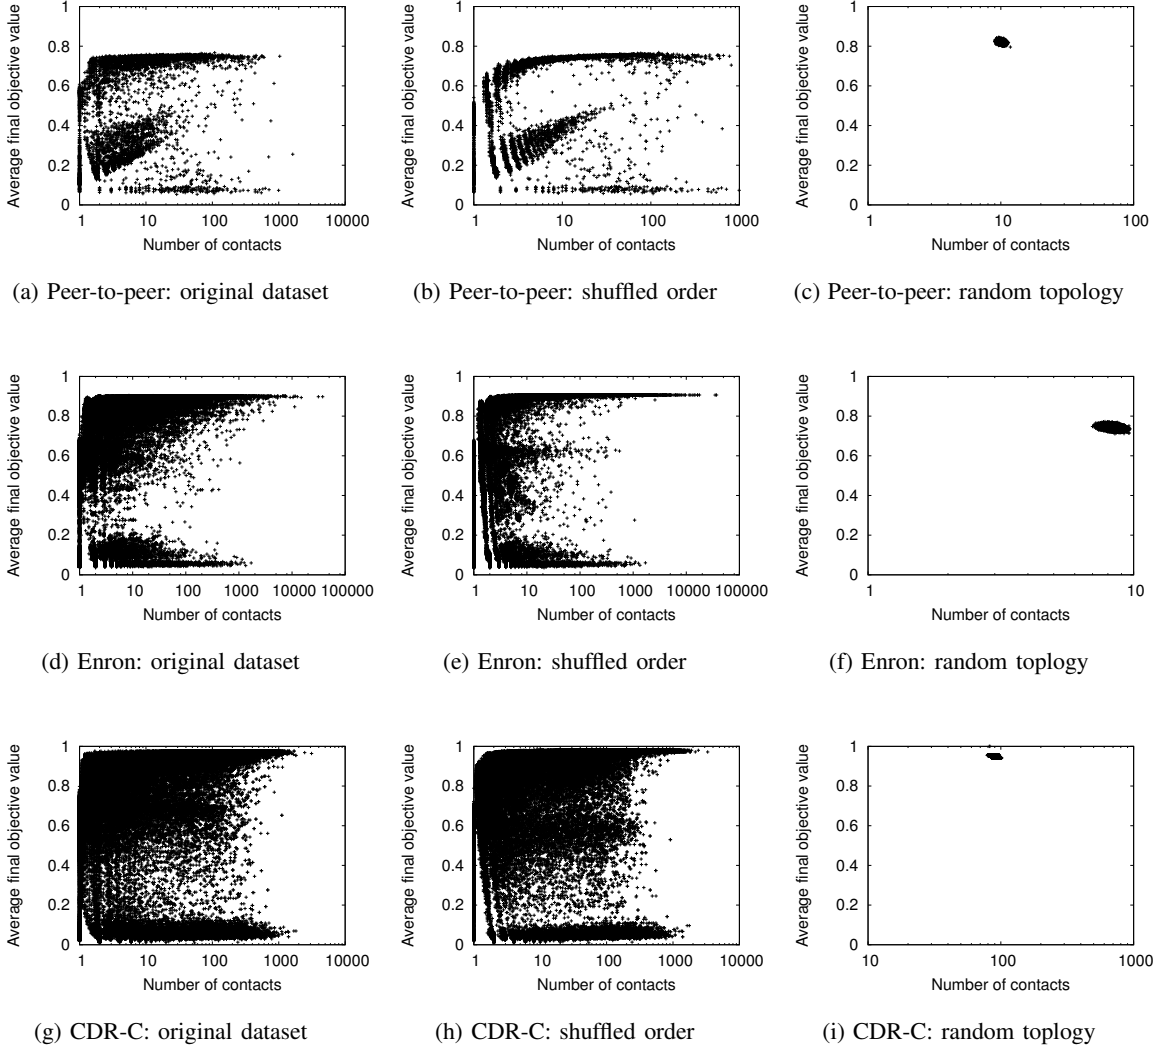 1
0.8
0.6
0.4
0.2
0
1 10 100 1000 10000
Average final objective value
Number of contacts
(a) Peer-to-peer: original dataset
1
0.8
0.6
0.4
0.2
0
1 10 100 1000
Average final objective value
Number of contacts
(b) Peer-to-peer: shuffled order
1
0.8
0.6
0.4
0.2
0
1 10 100
Average final objective value
Number of contacts
(c) Peer-to-peer: random topology
1
0.8
0.6
0.4
0.2
0
1 10 100 1000 10000 100000
Average final objective value
Number of contacts
(d) Enron: original dataset
1
0.8
0.6
0.4
0.2
0
1 10 100 1000 10000 100000
Average final objective value
Number of contacts
(e) Enron: shuffled order
1
0.8
0.6
0.4
0.2
0
1 10
Average final objective value
Number of contacts
(f) Enron: random toplogy
1
0.8
0.6
0.4
0.2
0
1 10 100 1000 10000
Average final objective value
Number of contacts
(g) CDR-C: original dataset
1
0.8
0.6
0.4
0.2
0
1 10 100 1000 10000
Average final objective value
Number of contacts
(h) CDR-C: shuffled order
1
0.8
0.6
0.4
0.2
0
10 100 1000
Average final objective value
Number of contacts
(i) CDR-C: random toplogy